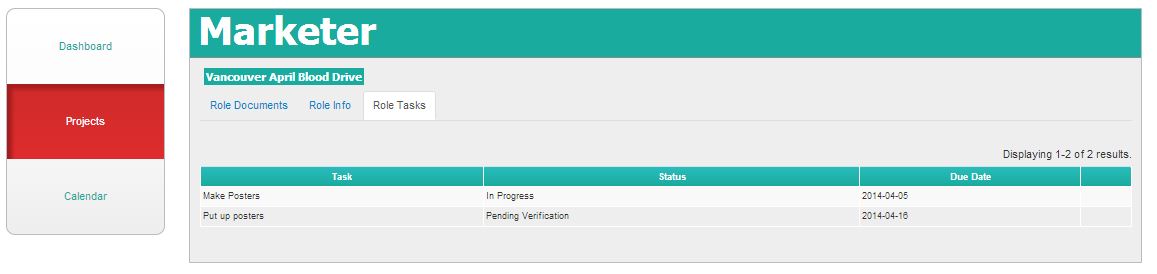 Dashboard
Projects
Calendar
Marketer
Vancouver April Blood Drive
Role Documents Role Info Role Tasks
Displaying 1-2 of 2 results.
Task Status Due Date
Make Posters In Progress 2014-04-05
Put up posters Pending Verification 2014-04-16